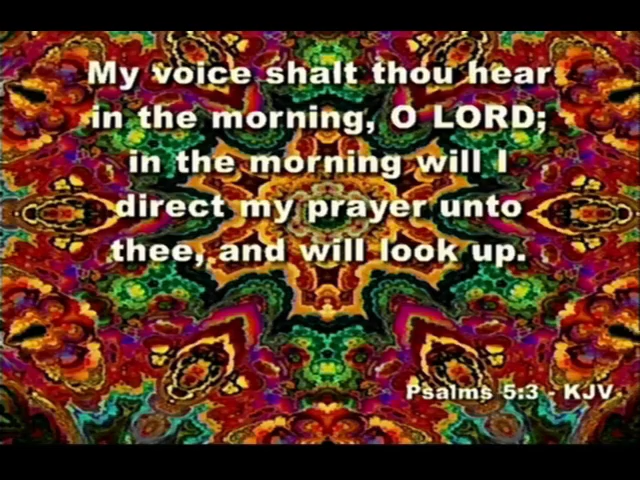 My voice shalt thou hear
in the morning, O LORD;
in the morning will I
direct my prayer unto
thee, and will look up.
Psalms 5:3 - KJV